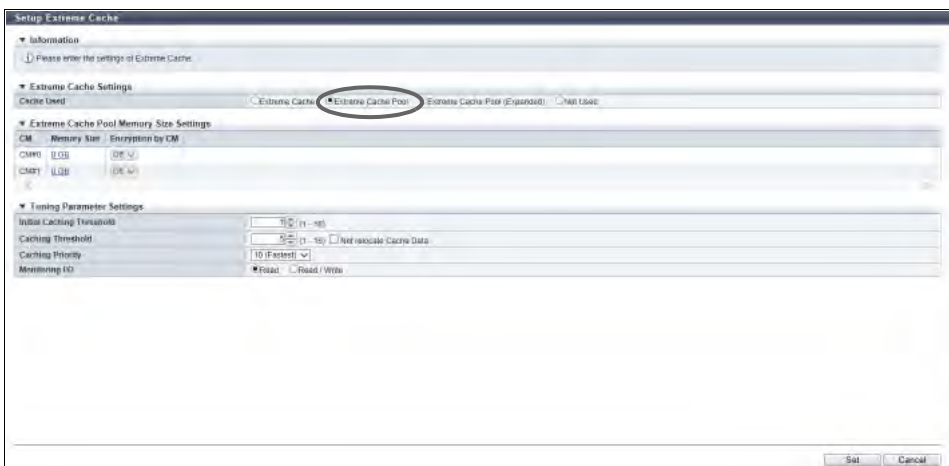 Setup Extreme Cache
▼ Information
ⓘ Please enter the settings of Extreme Cache.
▼ Extreme Cache Settings
Cache Used Extreme Cache Extreme Cache Pool Extreme Cache Pool (Expanded) Not Used
▼ Extreme Cache Pool Memory Size Settings
CM Memory Size Encryption by CM
CM#0 0 GB Off
CM#1 0 GB Off
▼ Tuning Parameter Settings
Initial Caching Threshold (1 - 15)
Caching Threshold 5 (1 - 15) Not relocate Cache Data
Caching Priority 10 (Fastest)
Monitoring I/O Read Read / Write
Set Cancel